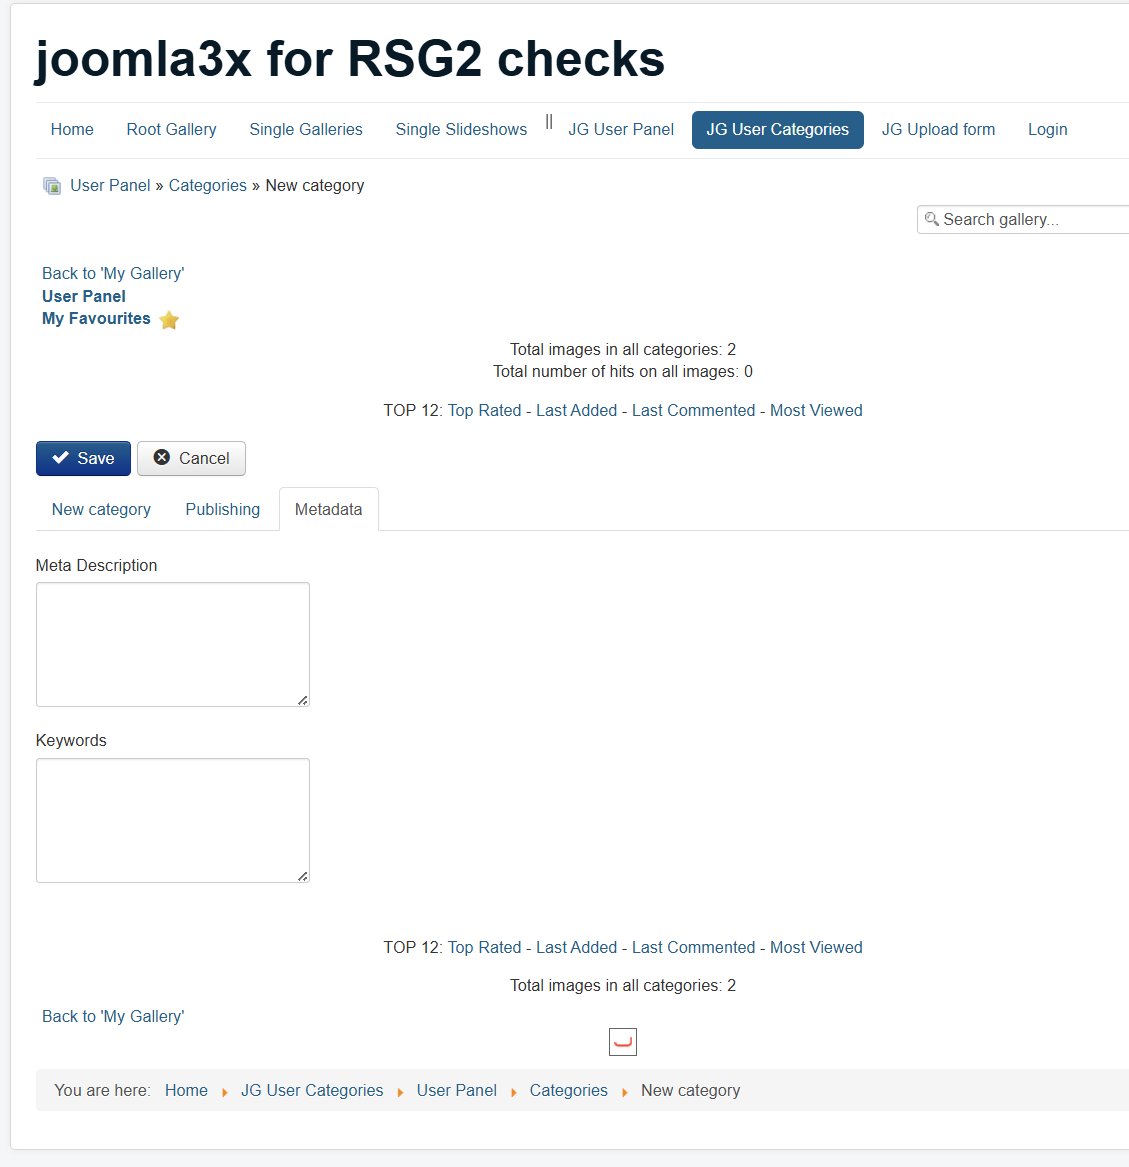 joomla3x for RSG2 checks
Home Root Gallery Single Galleries Single Slideshows || JG User Panel JG User Categories JG Upload form Login
User Panel » Categories » New category
Search gallery...
Back to 'My Gallery'
User Panel
My Favourites
Total images in all categories: 2
Total number of hits on all images: 0
TOP 12: Top Rated - Last Added - Last Commented - Most Viewed
Save Cancel
New category Publishing Metadata
Meta Description
Keywords
TOP 12: Top Rated - Last Added - Last Commented - Most Viewed
Total images in all categories: 2
Back to 'My Gallery'
You are here: Home JG User Categories User Panel Categories New category